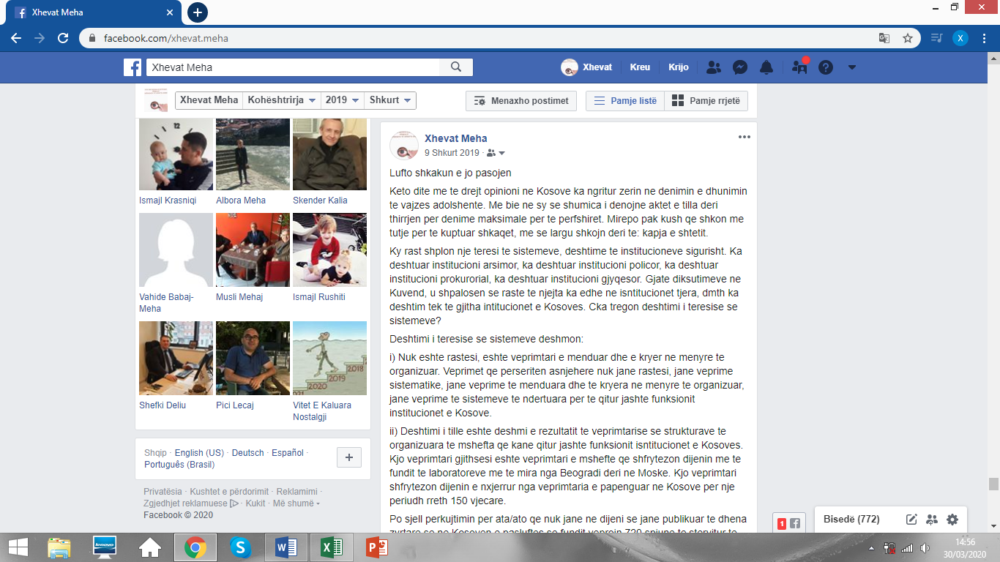 Xhevat Meha
facebook.com/xhevat.meha
X
Xhevat Meha
Xhevat
Kreu
Krijo
Xhevat Meha
Kohështrirja
2019
Shkurt
Menaxho postimet
Pamje listë
Pamje rrjetë
Ismajl Krasniqi
Albora Meha
Skender Kalia
Vahide Babaj-
Meha
Musli Mehaj
Ismajl Rushiti
2018
2019
2020
Shefki Deliu
Pici Lecaj
Vitet E Kaluara
Nostalgji
Shqip · English (US) · Deutsch · Español ·
Português (Brasil)
Privatësia · Kushtet e përdorimit · Reklamimi ·
Zgjedhjet reklamuese · Kukit · Më shumë
Facebook © 2020
Xhevat Meha
9 Shkurt 2019 ·
Lufto shkakun e jo pasojen
Keto dite me te drejt opinioni ne Kosove ka ngritur zerin ne denimin e dhunimin
te vajzes adolshente. Me bie ne sy se shumica i denojne aktet e tilla deri
thirrjen per denime maksimale per te perfshiret. Mirepo pak kush qe shkon me
tutje per te kuptuar shkaqet, me se largu shkojn deri te: kapja e shtetit.
Ky rast shplon nje teresi te sistemeve, deshtime te institucioneve sigurisht. Ka
deshtuar institucioni arsimor, ka deshtuar institucioni policor, ka deshtuar
institucioni prokurorial, ka deshtuar institucioni gjyqesor. Gjate diksutimeve ne
Kuvend, u shpalosen se raste te njejta ka edhe ne isntitucionet tjera, dmth ka
deshtim tek te gjitha intitucionet e Kosoves. Cka tregon deshtimi i teresise se
sistemeve?
Deshtimi i teresise se sistemeve deshmon:
i) Nuk eshte rastesi, eshte veprimtari e menduar dhe e kryer ne menyre te
organizuar. Veprimet qe perseriten asnjehere nuk jane rastesi, jane veprime
sistematike, jane veprime te menduara dhe te kryera ne menyre te organizuar,
jane veprime te sistemeve te ndertuara per te qitur jashte funksionit
institucionet e Kosove.
ii) Deshtimi i tille eshte deshmi e rezultatit te veprimtarise se strukturave te
organizuara te mshefta qe kane qitur jashte funksionit isntitucionet e Kosoves.
Kjo veprimtari gjithsesi eshte veprimtari e mshefte qe shfrytezon dijenin me te
fundit te laboratoreve me te mira nga Beogradi deri ne Moske. Kjo veprimtari
shfrytezon dijenin e nxjerrur nga veprimtaria e papenguar ne Kosove per nje
periudh rreth 150 vjecare.
Po sjell perkujtimin per ata/ato qe nuk jane ne dijeni se jane publikuar te dhena
1
Bisedë (772)
lenovo
14:56
30/03/2020